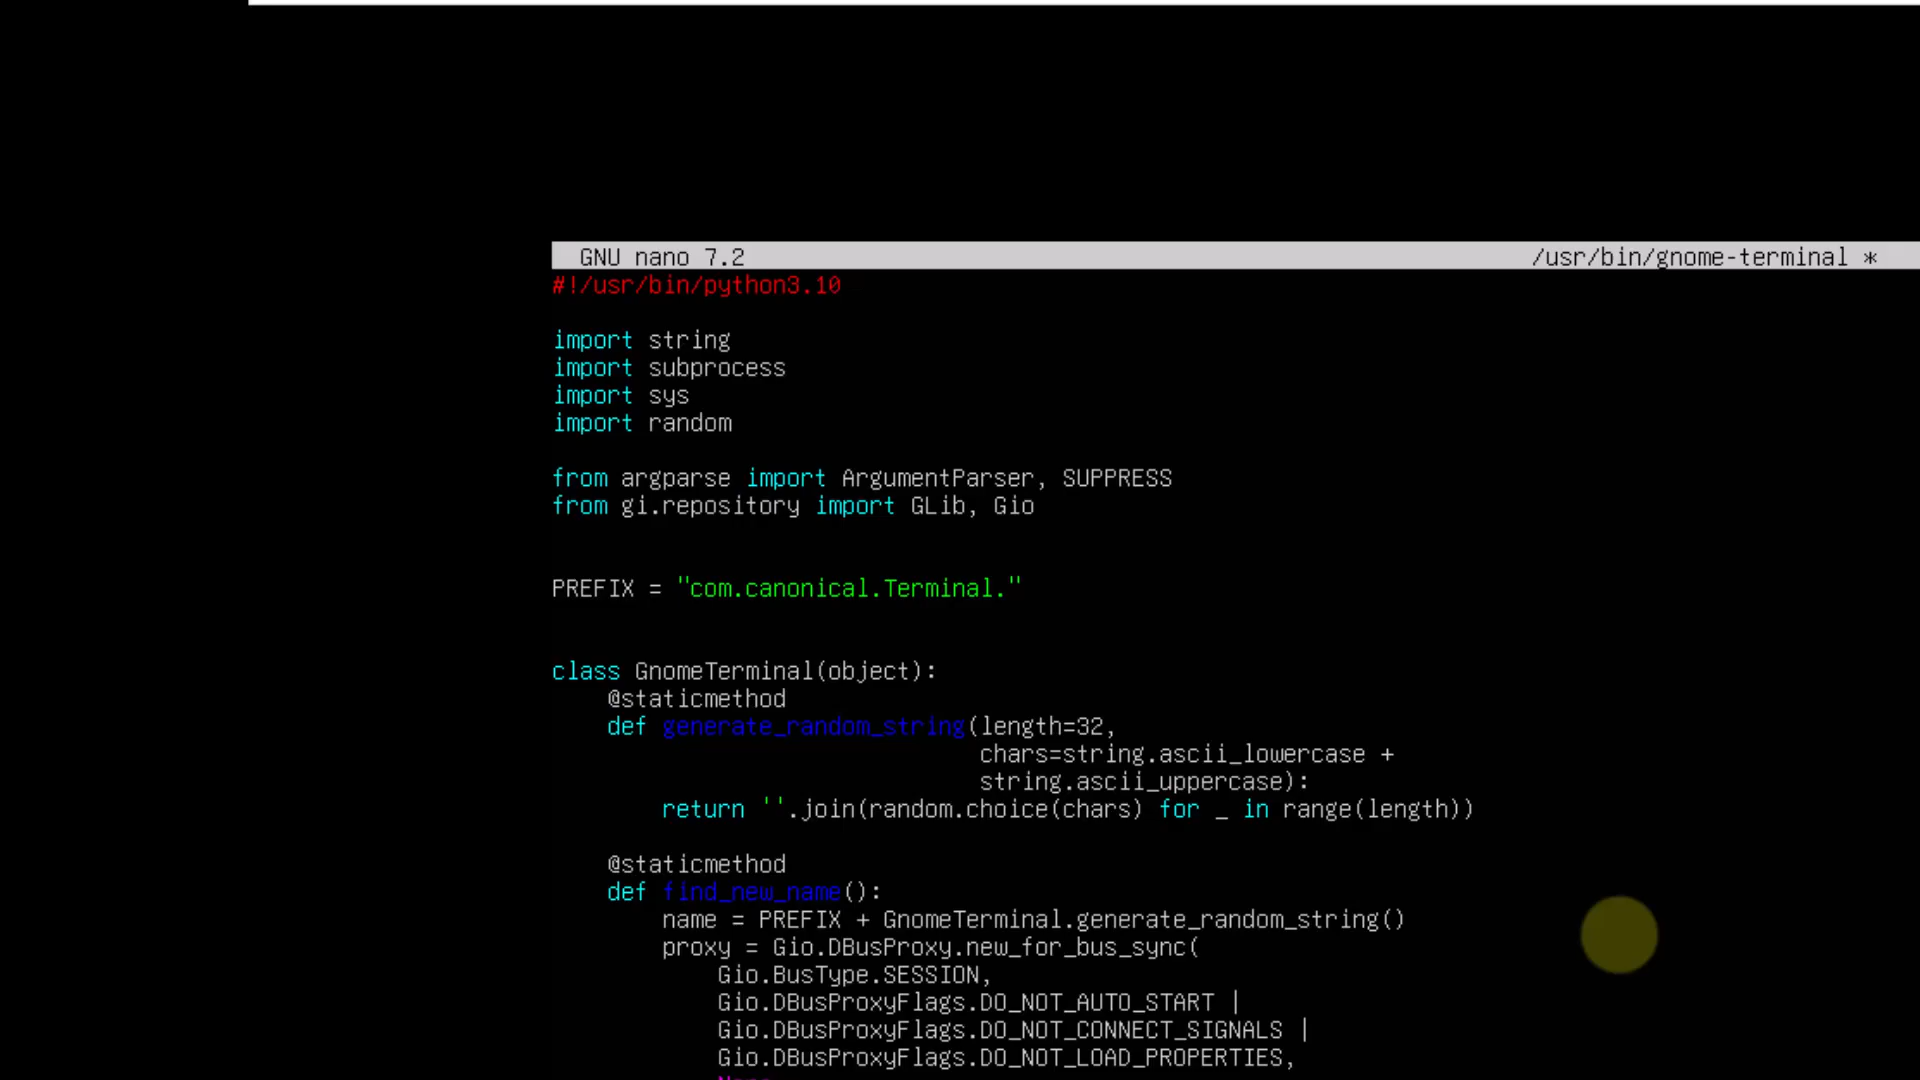 GNU nano 7.2 /usr/bin/gnome-terminal *
#!/usr/bin/python3.10
import string
import subprocess
import sys
import random
from argparse import ArgumentParser, SUPPRESS
from gi.repository import GLib, Gio
PREFIX = "com.canonical.Terminal."
class GnomeTerminal(object):
    @staticmethod
    def generate_random_string(length=32,
                               chars=string.ascii_lowercase +
                               string.ascii_uppercase):
        return ''.join(random.choice(chars) for _ in range(length))
    @staticmethod
    def find_new_name():
        name = PREFIX + GnomeTerminal.generate_random_string()
        proxy = Gio.DBusProxy.new_for_bus_sync(
            Gio.BusType.SESSION,
            Gio.DBusProxyFlags.DO_NOT_AUTO_START |
            Gio.DBusProxyFlags.DO_NOT_CONNECT_SIGNALS |
            Gio.DBusProxyFlags.DO_NOT_LOAD_PROPERTIES,